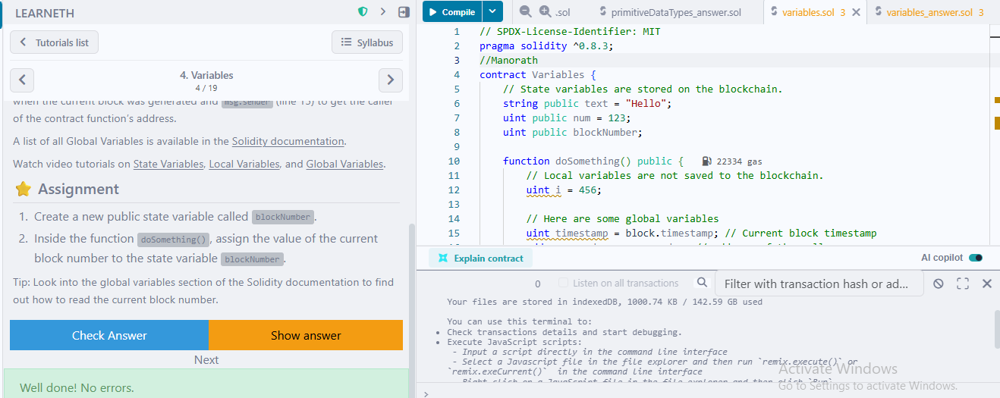 LEARNETH
Tutorials list
Syllabus
4. Variables
4 / 19
when the current block was generated and msg.sender (line 15) to get the caller
of the contract function's address.
A list of all Global Variables is available in the Solidity documentation.
Watch video tutorials on State Variables, Local Variables, and Global Variables.
Assignment
1. Create a new public state variable called blockNumber.
2. Inside the function doSomething(), assign the value of the current
block number to the state variable blockNumber.
Tip: Look into the global variables section of the Solidity documentation to find
out how to read the current block number.
Check Answer
Show answer
Next
Well done! No errors.
Compile
.sol
primitiveDataTypes_answer.sol
variables.sol 3
variables_answer.sol 3
1 // SPDX-License-Identifier: MIT
2 pragma solidity ^0.8.3;
3 //Manorath
4 contract Variables {
5 // State variables are stored on the blockchain.
6 string public text = "Hello";
7 uint public num = 123;
8 uint public blockNumber;
9
10 function doSomething() public { 22334 gas
11 // Local variables are not saved to the blockchain.
12 uint i = 456;
13
14 // Here are some global variables
15 uint timestamp = block.timestamp; // Current block timestamp
Explain contract
AI copilot
0
Listen on all transactions
Filter with transaction hash or ad...
Your files are stored in indexedDB, 1000.74 KB / 142.59 GB used
You can use this terminal to:
• Check transactions details and start debugging.
• Execute JavaScript scripts:
- Input a script directly in the command line interface
- Select a Javascript file in the file explorer and then run `remix.execute()` or
`remix.exeCurrent()` in the command line interface
- Right click on a JavaScript file in the file explorer and then click `Run`
>
Activate Windows
Go to Settings to activate Windows.